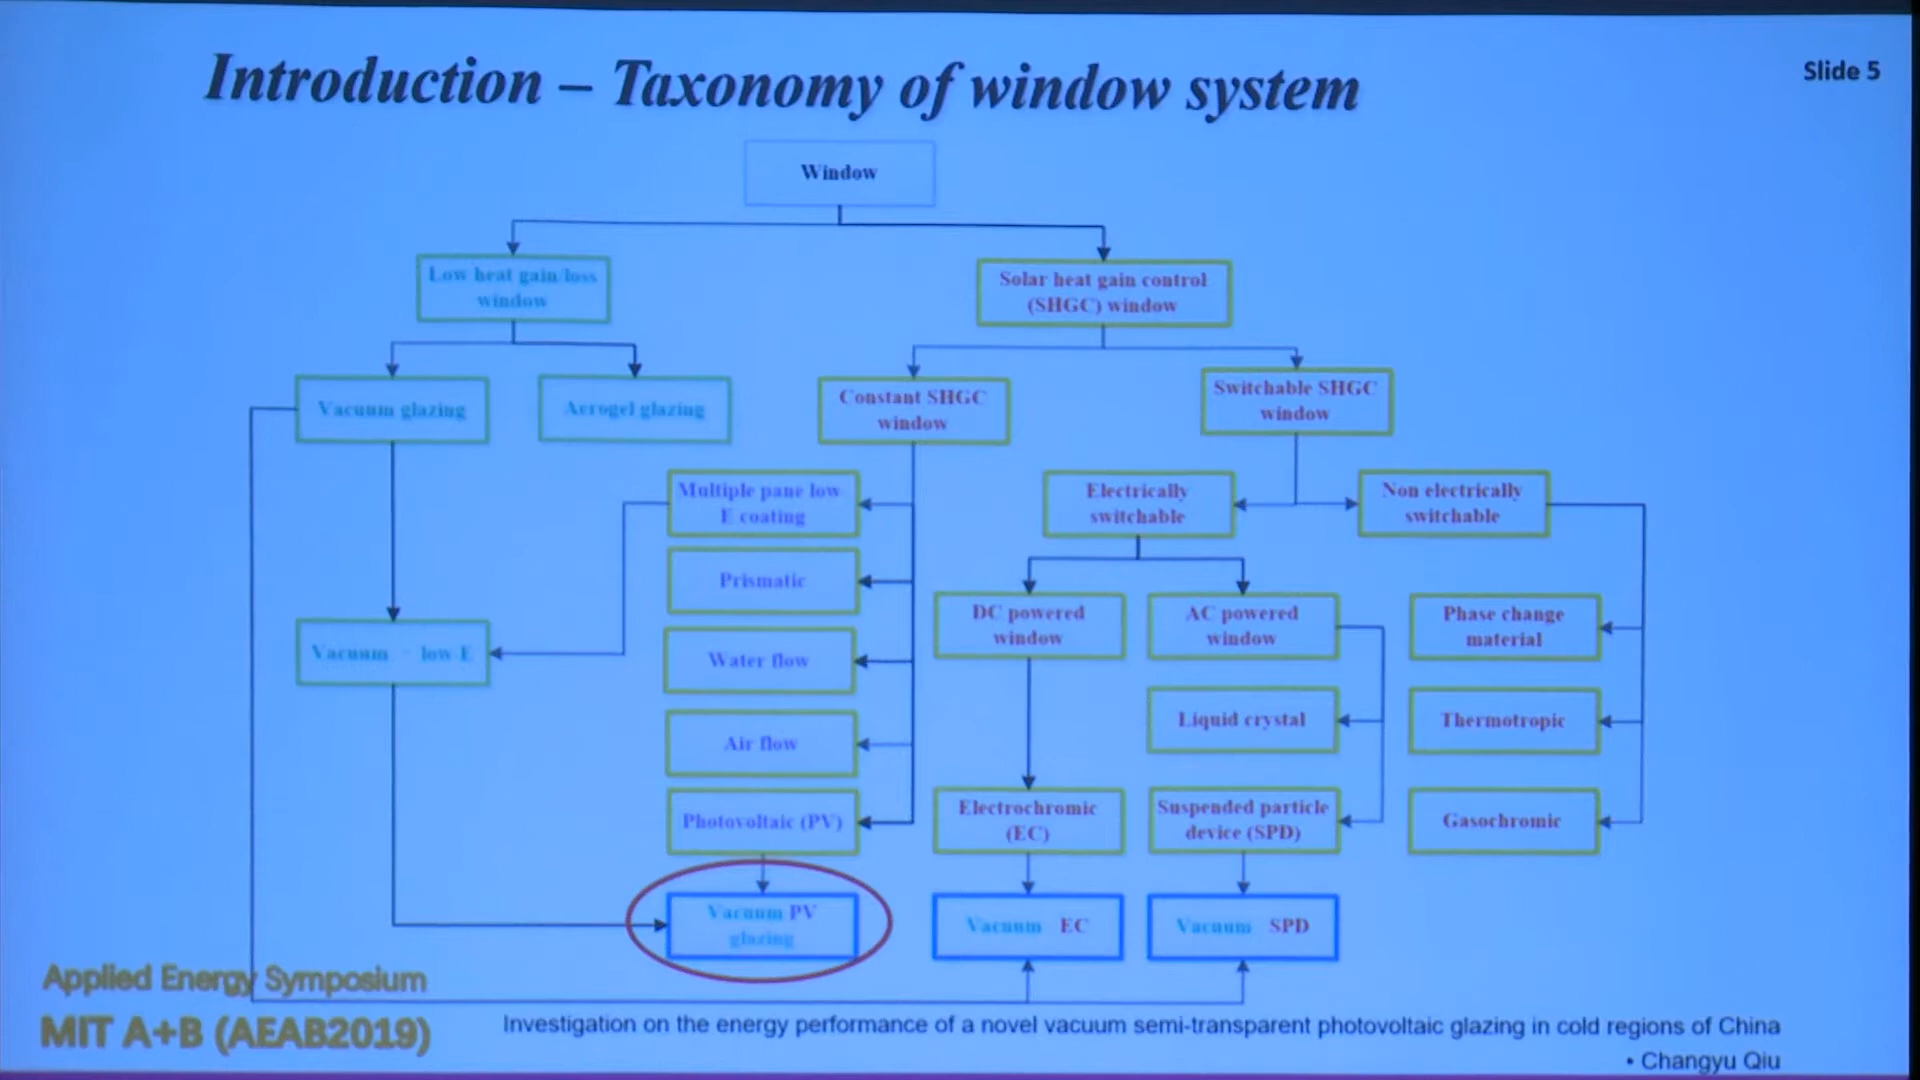 Introduction – Taxonomy of window system
Slide 5
Window
Low heat gain/loss
window
Solar heat gain control
(SHGC) window
Vacuum glazing
Aerogel glazing
Constant SHGC
window
Switchable SHGC
window
Multiple pane low
E coating
Electrically
switchable
Non electrically
switchable
Prismatic
DC powered
window
AC powered
window
Phase change
material
Vacuum - low E
Water flow
Liquid crystal
Thermotropic
Air flow
Photovoltaic (PV)
Electrochromic
(EC)
Suspended particle
device (SPD)
Gasochromic
Vacuum PV
glazing
Vacuum EC
Vacuum SPD
Applied Energy Symposium
MIT A+B (AEAB2019)
Investigation on the energy performance of a novel vacuum semi-transparent photovoltaic glazing in cold regions of China
• Changyu Qiu